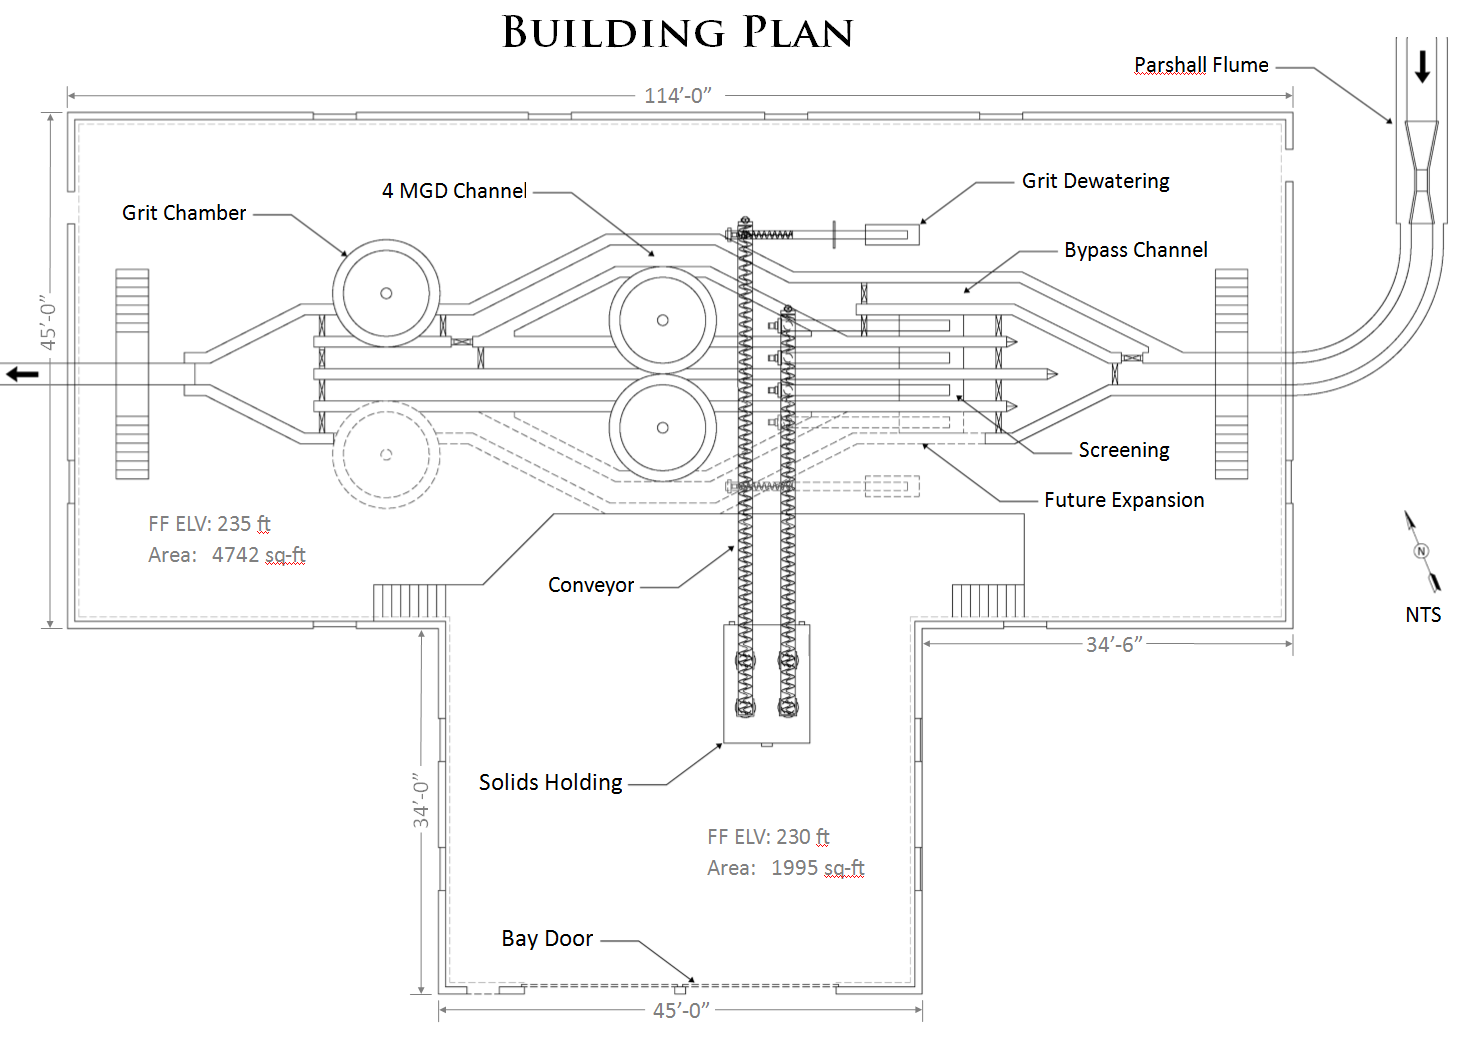 BUILDING PLAN
Parshall Flume
114’-0”
4 MGD Channel
Grit Dewatering
Grit Chamber
Bypass Channel
45’-0”
Screening
Future Expansion
FF ELV: 235 ft
Area: 4742 sq-ft
N
Conveyor
NTS
34’-6”
Solids Holding
34’-0”
FF ELV: 230 ft
Area: 1995 sq-ft
Bay Door
45’-0”